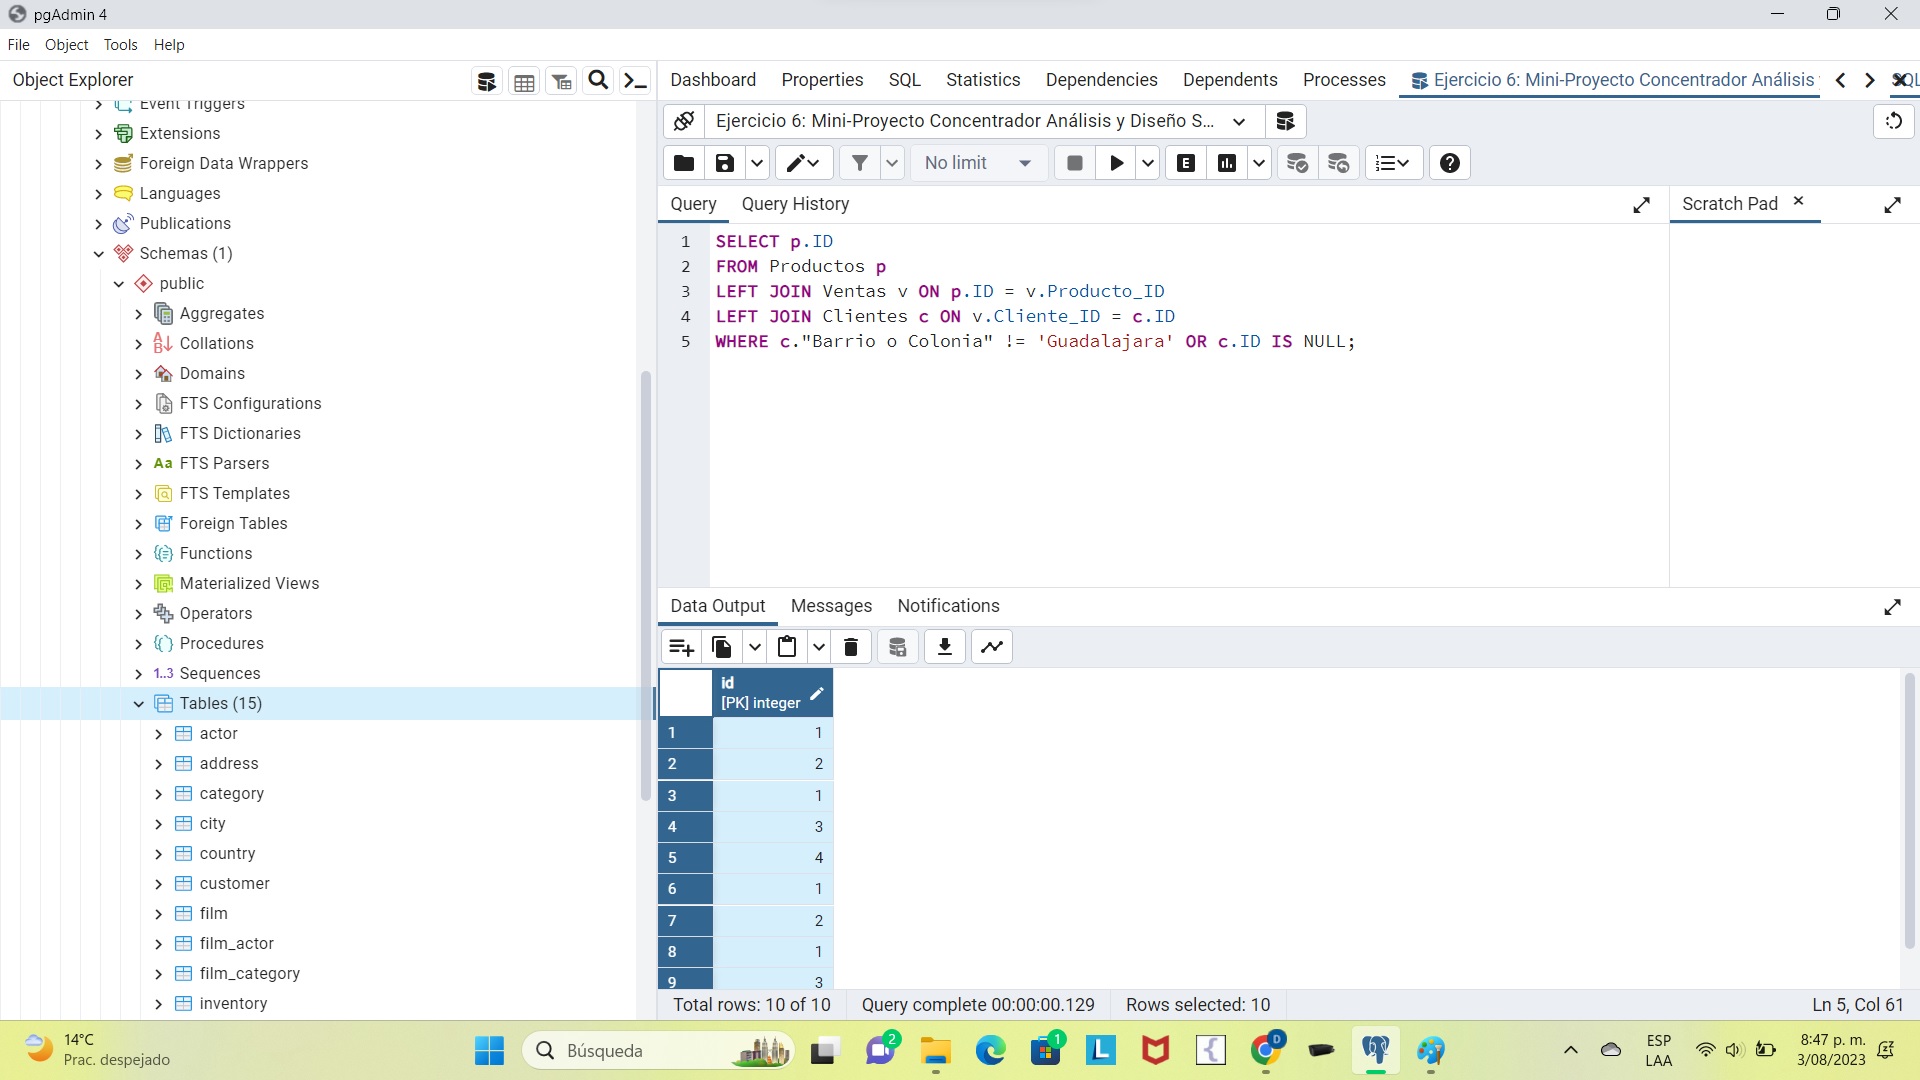 pgAdmin 4
File Object Tools Help
Object Explorer
Event Triggers
Extensions
Foreign Data Wrappers
Languages
Publications
Schemas (1)
public
Aggregates
Collations
Domains
FTS Configurations
FTS Dictionaries
Aa FTS Parsers
FTS Templates
Foreign Tables
Functions
Materialized Views
Operators
Procedures
1..3 Sequences
Tables (15)
actor
address
category
city
country
customer
film
film_actor
film_category
inventory
Dashboard Properties SQL Statistics Dependencies Dependents Processes Ejercicio 6: Mini-Proyecto Concentrador Análisis
Ejercicio 6: Mini-Proyecto Concentrador Análisis y Diseño S...
No limit
E
Query Query History
Scratch Pad
1 SELECT p.ID
2 FROM Productos p
3 LEFT JOIN Ventas v ON p.ID = v.Producto_ID
4 LEFT JOIN Clientes c ON v.Cliente_ID = c.ID
5 WHERE c."Barrio o Colonia" != 'Guadalajara' OR c.ID IS NULL;
Data Output Messages Notifications
id
[PK] integer
1 1
2 2
3 1
4 3
5 4
6 1
7 2
8 1
9 3
Total rows: 10 of 10 Query complete 00:00:00.129 Rows selected: 10 Ln 5, Col 61
14°C
Prac. despejado
Búsqueda
2
1
L
D
ESP
LAA
8:47 p. m.
3/08/2023